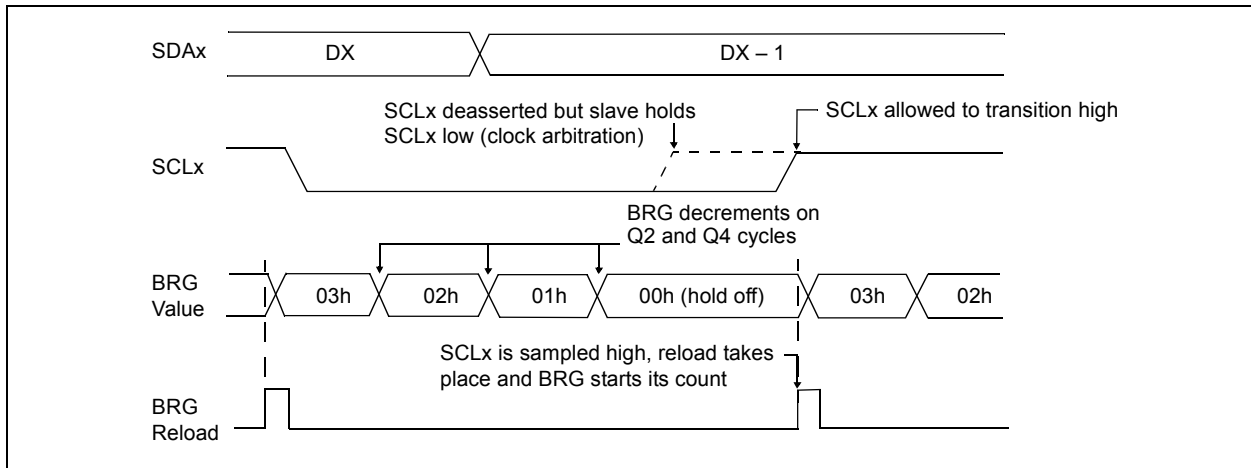 SDAx
DX
DX – 1
SCLx deasserted but slave holds
SCLx low (clock arbitration)
SCLx allowed to transition high
SCLx
BRG decrements on
Q2 and Q4 cycles
BRG
Value
03h
02h
01h
00h (hold off)
03h
02h
SCLx is sampled high, reload takes
place and BRG starts its count
BRG
Reload